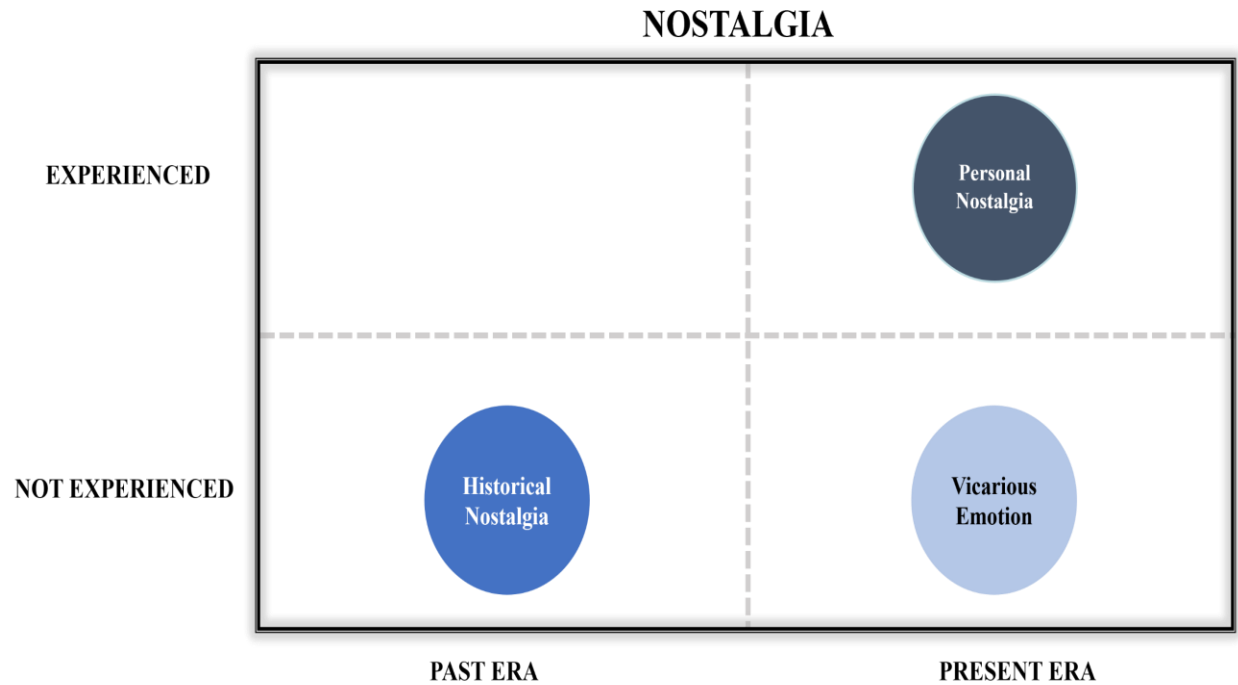 NOSTALGIA
EXPERIENCED
Personal
Nostalgia
NOT EXPERIENCED
Historical
Nostalgia
Vicarious
Emotion
PAST ERA
PRESENT ERA